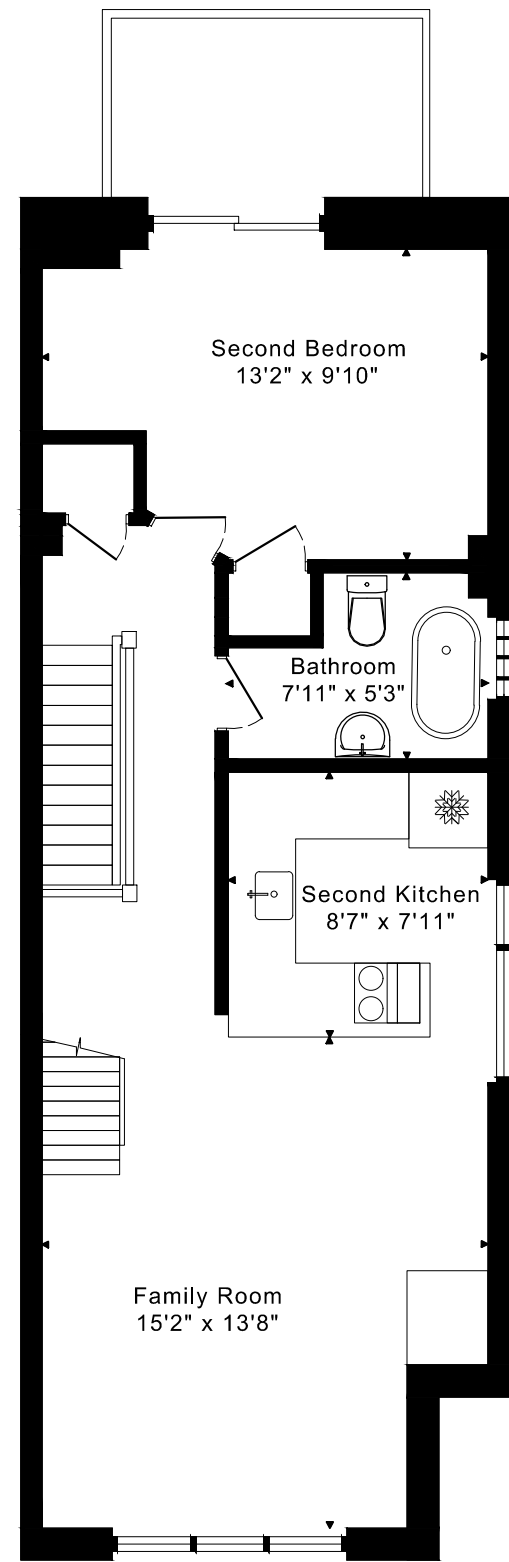 Second Bedroom
13'2" x 9'10"
Bathroom
7'11" x 5'3"
Second Kitchen
8'7" x 7'11"
Family Room
15'2" x 13'8"